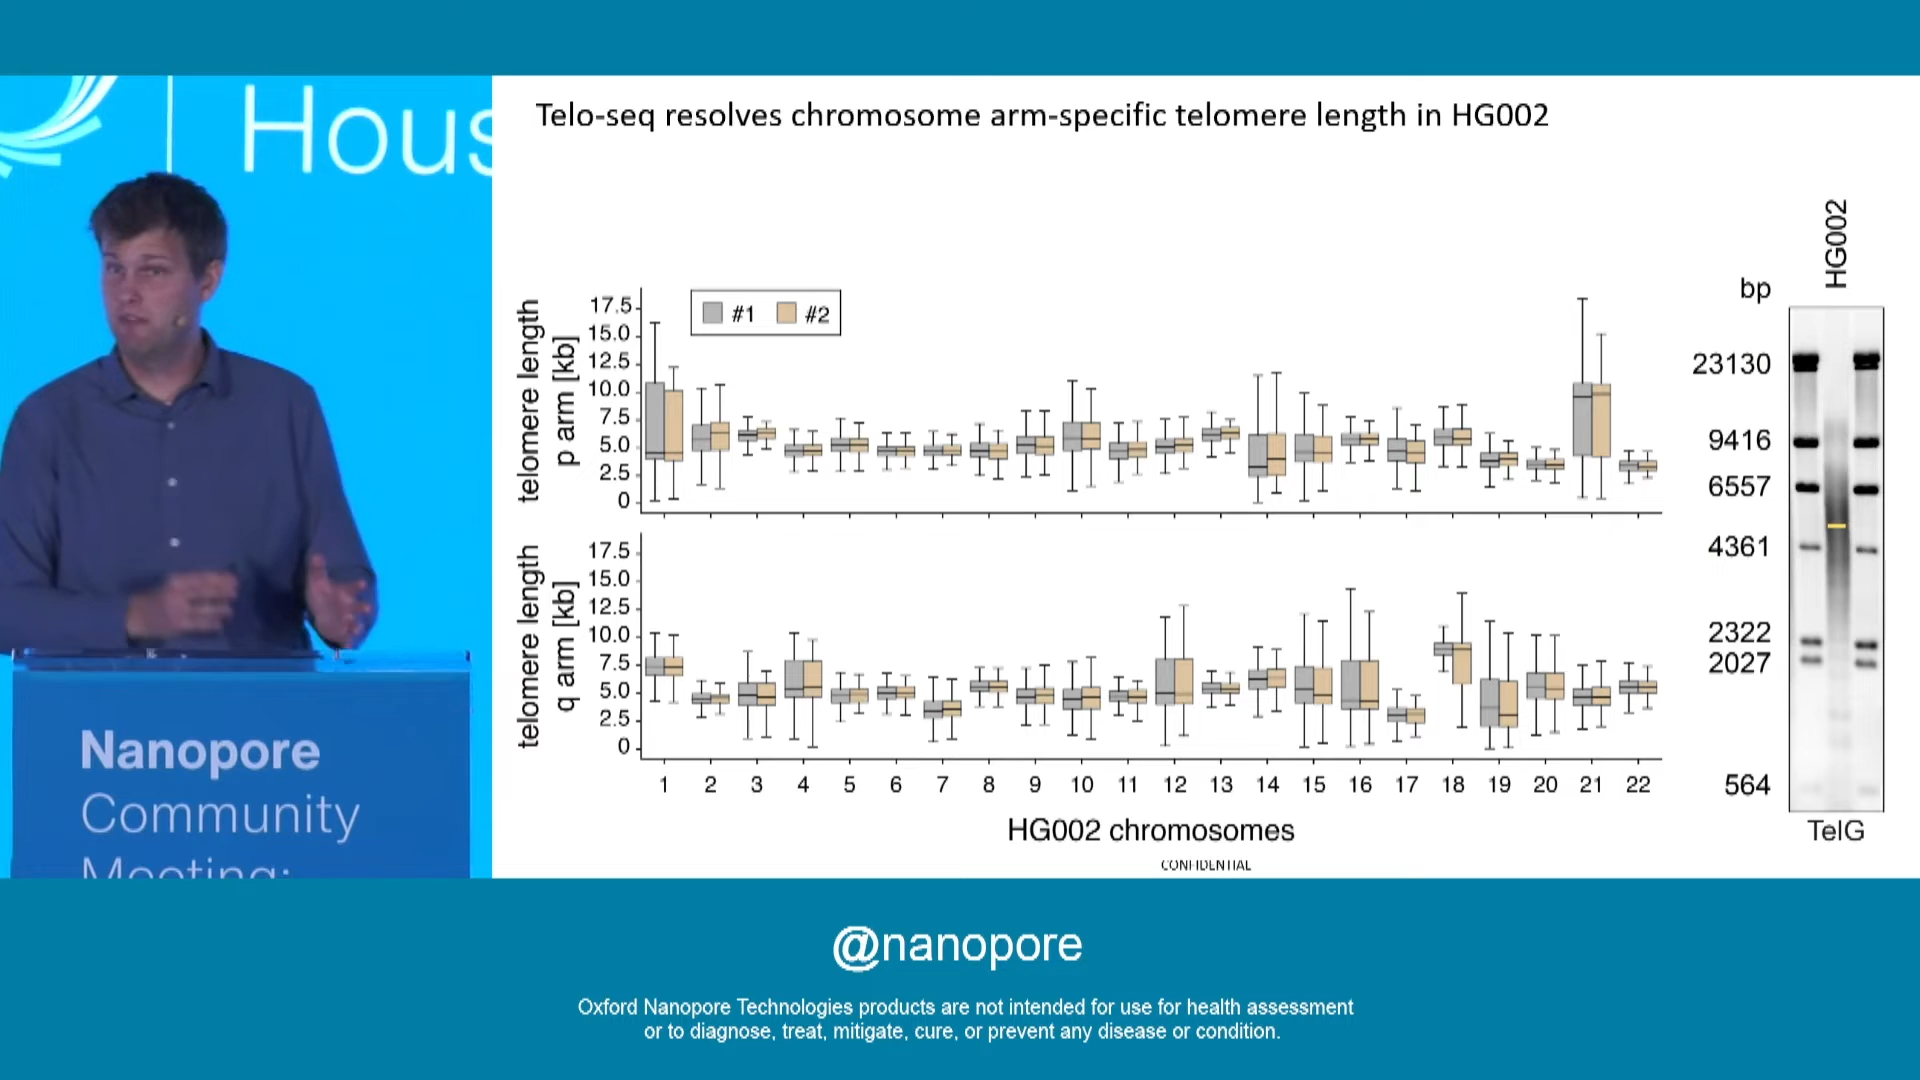 Hous
Telo-seq resolves chromosome arm-specific telomere length in HG002
telomere length
p arm [kb]
17.5
15.0
12.5
10.0
7.5
5.0
2.5
0
#1 #2
telomere length
q arm [kb]
17.5
15.0
12.5
10.0
7.5
5.0
2.5
0
1 2 3 4 5 6 7 8 9 10 11 12 13 14 15 16 17 18 19 20 21 22
HG002 chromosomes
CONFIDENTIAL
HG002
bp
23130
9416
6557
4361
2322
2027
564
TelG
Nanopore
Community
Meeting:
@nanopore
Oxford Nanopore Technologies products are not intended for use for health assessment
or to diagnose, treat, mitigate, cure, or prevent any disease or condition.